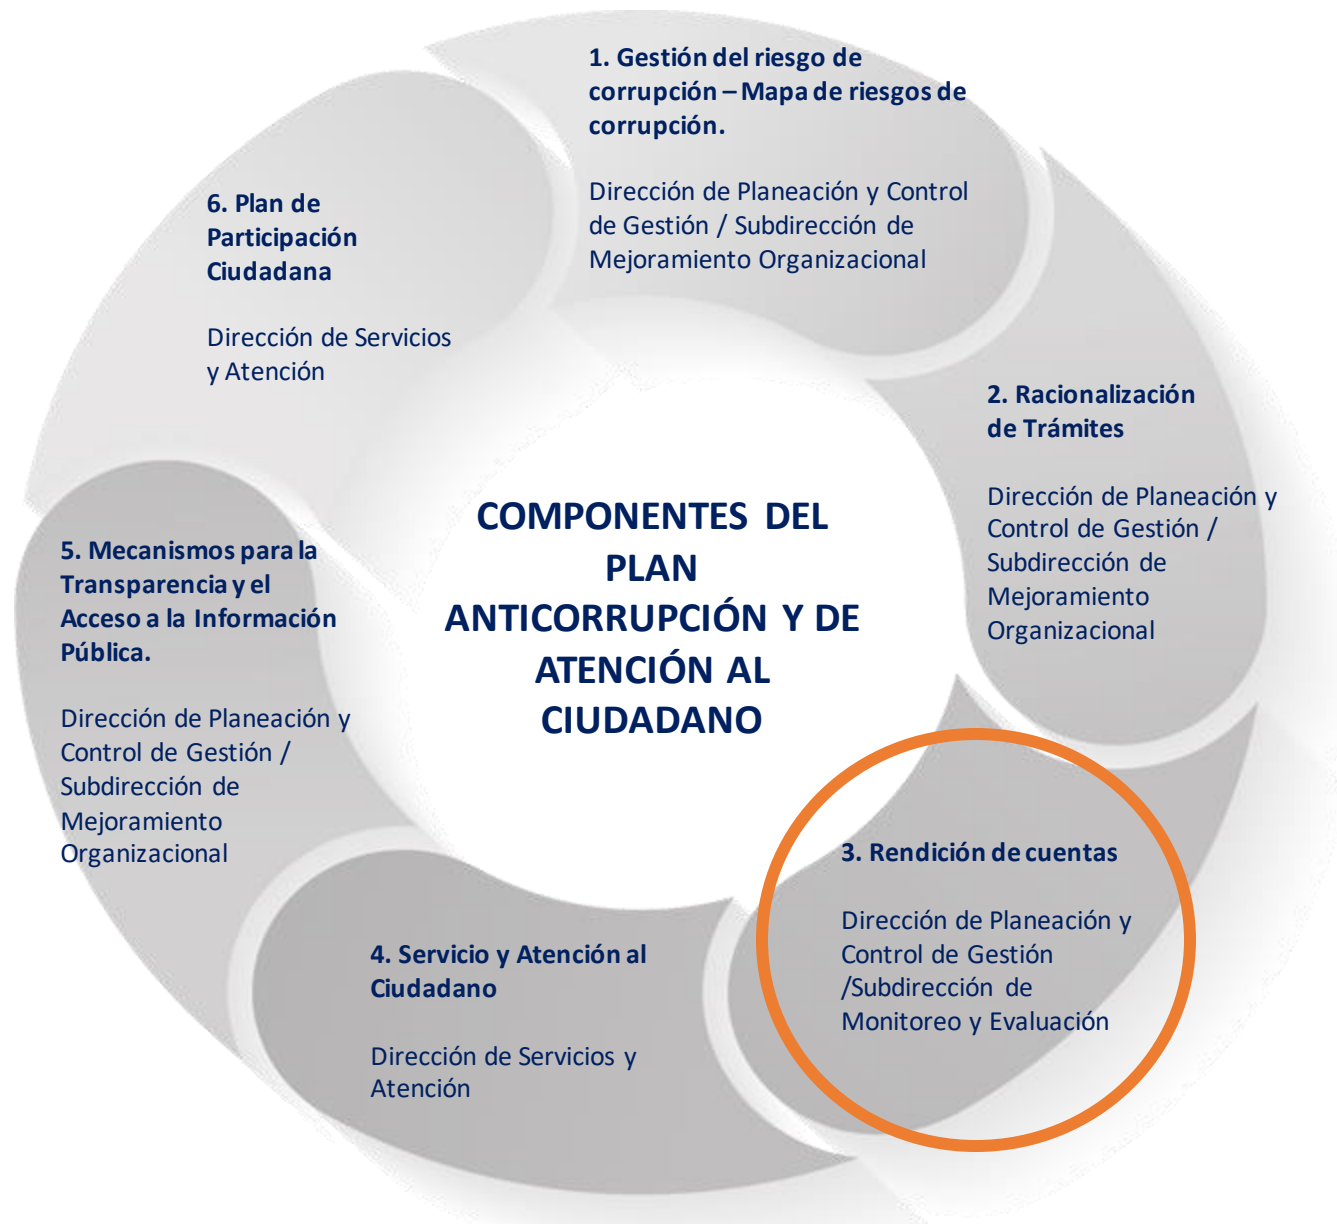 1. Gestión del riesgo de
corrupción – Mapa de riesgos de
corrupción.
Dirección de Planeación y Control
de Gestión / Subdirección de
Mejoramiento Organizacional
2. Racionalización
de Trámites
Dirección de Planeación y
Control de Gestión /
Subdirección de
Mejoramiento
Organizacional
3. Rendición de cuentas
Dirección de Planeación y
Control de Gestión
/Subdirección de
Monitoreo y Evaluación
4. Servicio y Atención al
Ciudadano
Dirección de Servicios y
Atención
5. Mecanismos para la
Transparencia y el
Acceso a la Información
Pública.
Dirección de Planeación y
Control de Gestión /
Subdirección de
Mejoramiento
Organizacional
6. Plan de
Participación
Ciudadana
Dirección de Servicios
y Atención
COMPONENTES DEL
PLAN
ANTICORRUPCIÓN Y DE
ATENCIÓN AL
CIUDADANO